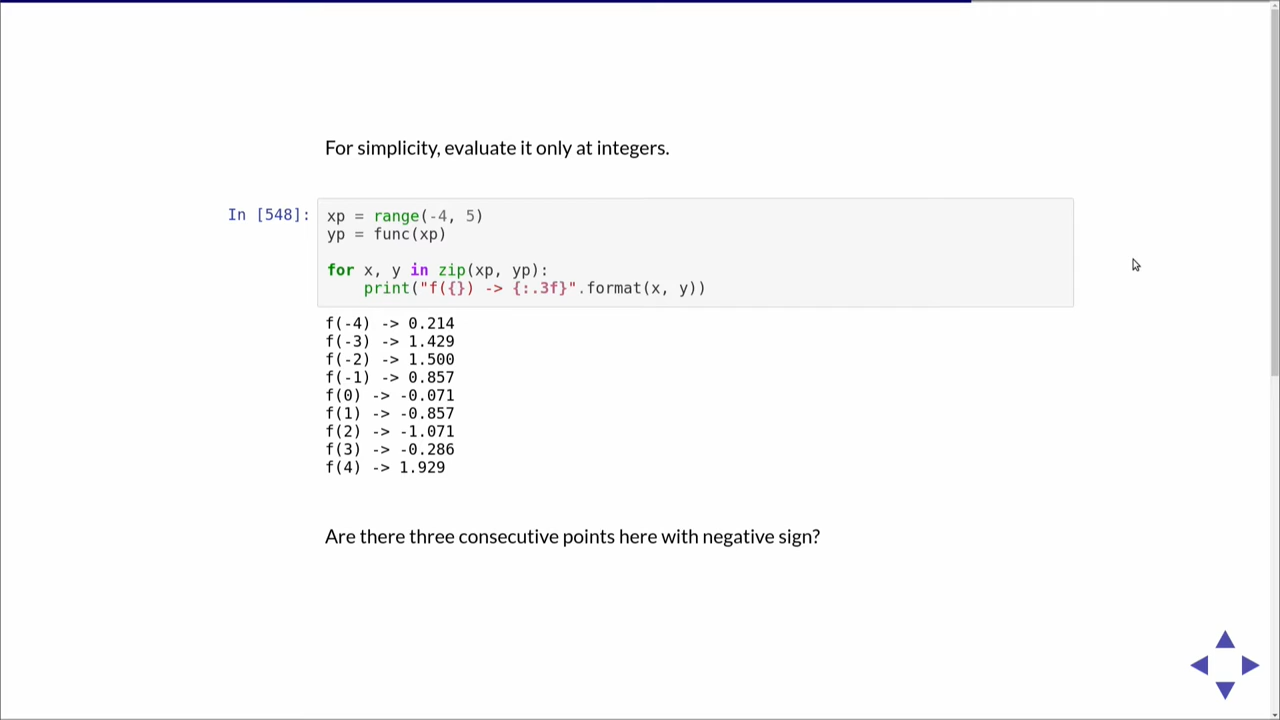 For simplicity, evaluate it only at integers.
In [548]:
xp = range(-4, 5)
yp = func(xp)
for x, y in zip(xp, yp):
    print("f({}) -> {:.3f}".format(x, y))
f(-4) -> 0.214
f(-3) -> 1.429
f(-2) -> 1.500
f(-1) -> 0.857
f(0) -> -0.071
f(1) -> -0.857
f(2) -> -1.071
f(3) -> -0.286
f(4) -> 1.929
Are there three consecutive points here with negative sign?